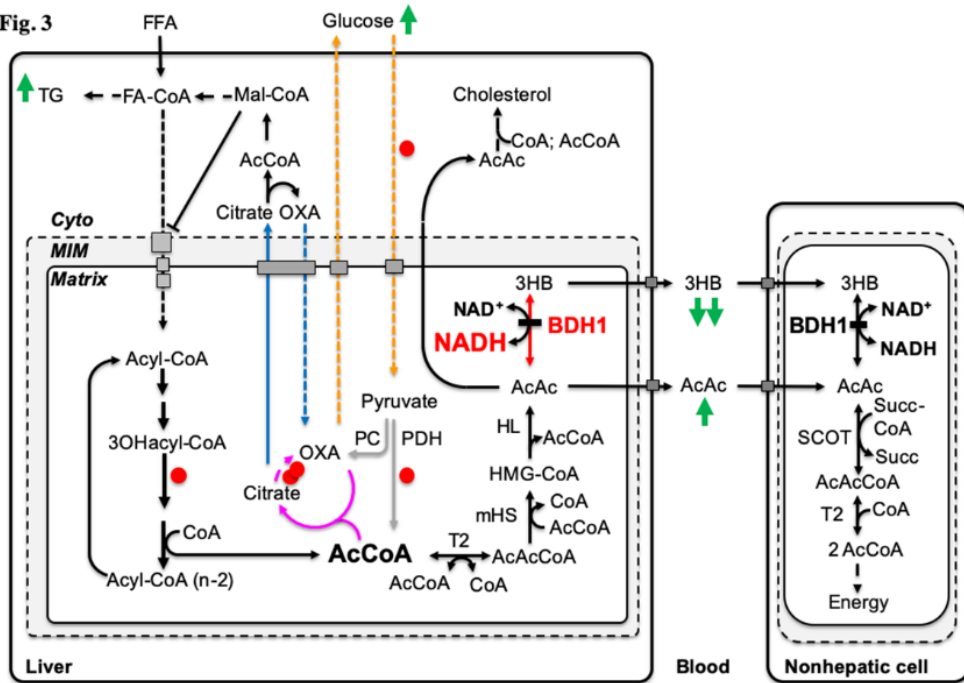 Fig. 3
FFA
Glucose
TG
FA-CoA
Mal-CoA
Cholesterol
CoA; AcCoA
AcAc
AcCoA
Citrate OXA
Cyto
MIM
Matrix
3HB
3HB
3HB
NAD+
BDH1
NADH
BDH1
NAD+
NADH
Acyl-CoA
AcAc
AcAc
AcAc
Pyruvate
PC
PDH
HL
AcCoA
SCOT
Succ-
CoA
Succ
3OHacyl-CoA
OXA
HMG-CoA
Citrate
CoA
mHS
AcCoA
AcAcCoA
CoA
T2
CoA
AcCoA
T2
AcAcCoA
2 AcCoA
Acyl-CoA (n-2)
AcCoA
CoA
Energy
Liver
Blood
Nonhepatic cell